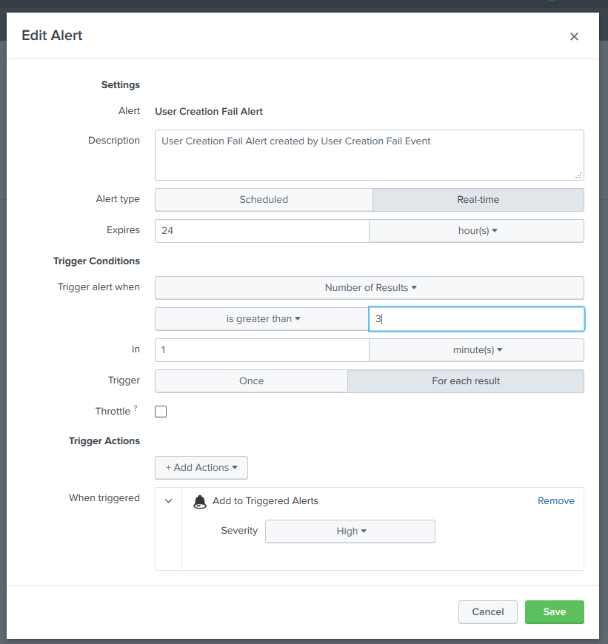 Edit Alert ×
Settings
Alert User Creation Fail Alert
Description User Creation Fail Alert created by User Creation Fail Event
Alert type Scheduled Real-time
Expires 24 hour(s) ▾
Trigger Conditions
Trigger alert when Number of Results ▾
is greater than ▾ 3
in 1 minute(s) ▾
Trigger Once For each result
Throttle ?
Trigger Actions
+ Add Actions ▾
When triggered Add to Triggered Alerts Remove
Severity High ▾
Cancel Save